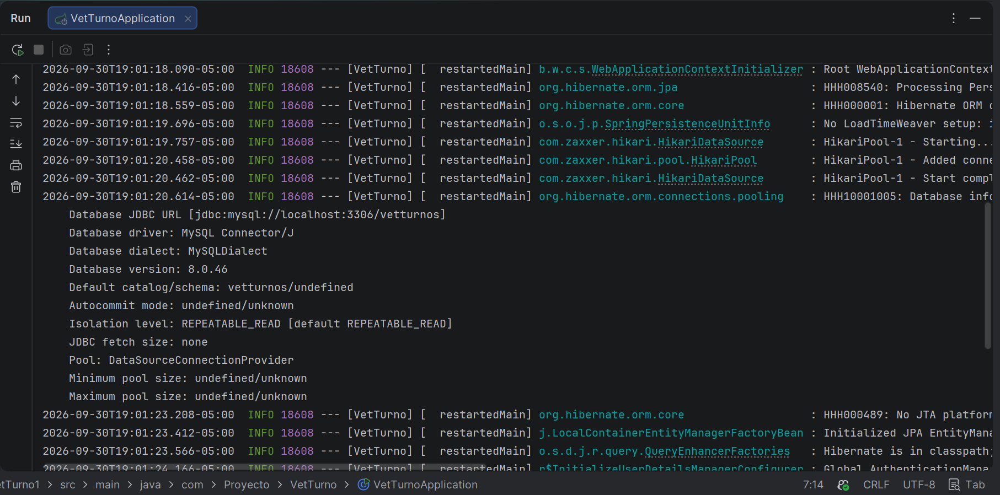 Run
VetTurnoApplication
2026-09-30T19:01:18.090-05:00  INFO 18608 --- [VetTurno] [  restartedMain] b.w.c.s.WebApplicationContextInitializer : Root WebApplicationContext
2026-09-30T19:01:18.416-05:00  INFO 18608 --- [VetTurno] [  restartedMain] org.hibernate.orm.jpa                    : HHH008540: Processing Pers
2026-09-30T19:01:18.559-05:00  INFO 18608 --- [VetTurno] [  restartedMain] org.hibernate.orm.core                   : HHH000001: Hibernate ORM c
2026-09-30T19:01:19.696-05:00  INFO 18608 --- [VetTurno] [  restartedMain] o.s.o.j.p.SpringPersistenceUnitInfo      : No LoadTimeWeaver setup: i
2026-09-30T19:01:19.757-05:00  INFO 18608 --- [VetTurno] [  restartedMain] com.zaxxer.hikari.HikariDataSource       : HikariPool-1 - Starting...
2026-09-30T19:01:20.458-05:00  INFO 18608 --- [VetTurno] [  restartedMain] com.zaxxer.hikari.pool.HikariPool        : HikariPool-1 - Added conne
2026-09-30T19:01:20.462-05:00  INFO 18608 --- [VetTurno] [  restartedMain] com.zaxxer.hikari.HikariDataSource       : HikariPool-1 - Start compl
2026-09-30T19:01:20.614-05:00  INFO 18608 --- [VetTurno] [  restartedMain] org.hibernate.orm.connections.pooling    : HHH10001005: Database info
    Database JDBC URL [jdbc:mysql://localhost:3306/vetturnos]
    Database driver: MySQL Connector/J
    Database dialect: MySQLDialect
    Database version: 8.0.46
    Default catalog/schema: vetturnos/undefined
    Autocommit mode: undefined/unknown
    Isolation level: REPEATABLE_READ [default REPEATABLE_READ]
    JDBC fetch size: none
    Pool: DataSourceConnectionProvider
    Minimum pool size: undefined/unknown
    Maximum pool size: undefined/unknown
2026-09-30T19:01:23.208-05:00  INFO 18608 --- [VetTurno] [  restartedMain] org.hibernate.orm.core                   : HHH000489: No JTA platform
2026-09-30T19:01:23.412-05:00  INFO 18608 --- [VetTurno] [  restartedMain] j.LocalContainerEntityManagerFactoryBean : Initialized JPA EntityMana
2026-09-30T19:01:23.566-05:00  INFO 18608 --- [VetTurno] [  restartedMain] o.s.d.j.r.query.QueryEnhancerFactories   : Hibernate is in classpath;
2026-09-30T19:01:24.166-05:00  INFO 18608 --- [VetTurno] [  restartedMain] r$InitializeUserDetailsManagerConfigurer : Global AuthenticationMana
etTurno1 > src > main > java > com > Proyecto > VetTurno > VetTurnoApplication
7:14 CRLF UTF-8 Tab